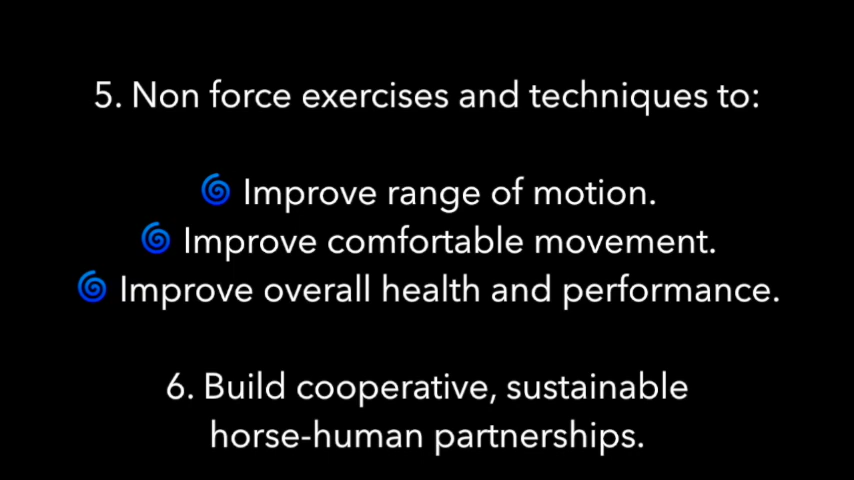 5. Non force exercises and techniques to:
🌀 Improve range of motion.
🌀 Improve comfortable movement.
🌀 Improve overall health and performance.
6. Build cooperative, sustainable
horse-human partnerships.